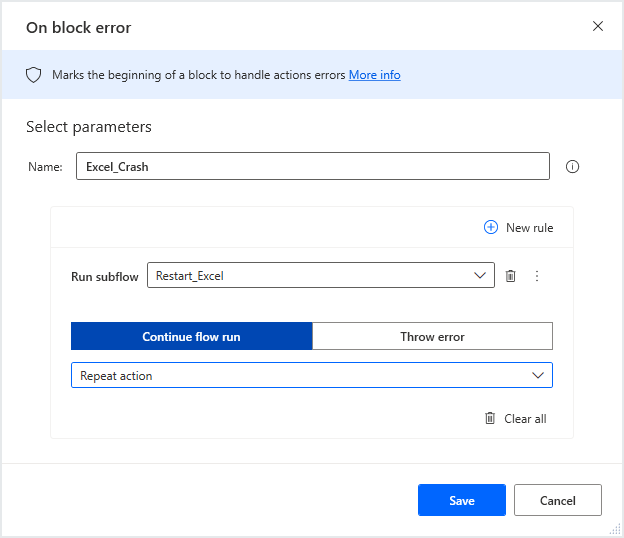 On block error
Marks the beginning of a block to handle actions errors More info
Select parameters
Name: Excel_Crash
New rule
Run subflow Restart_Excel
Continue flow run Throw error
Repeat action
Clear all
Save Cancel